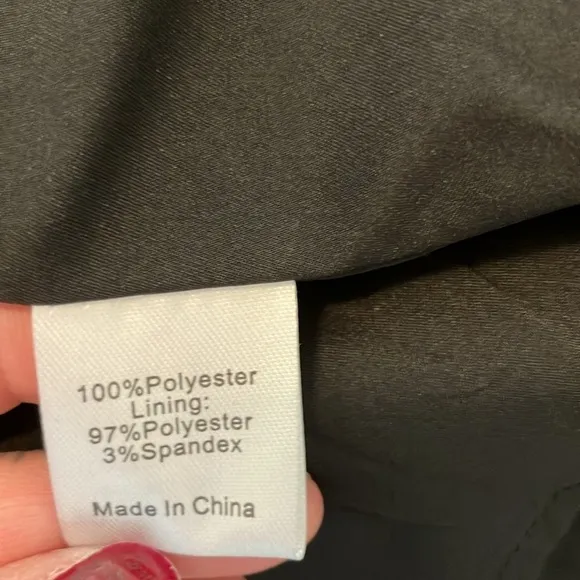 100%Polyester
Lining:
97%Polyester
3%Spandex
Made In China